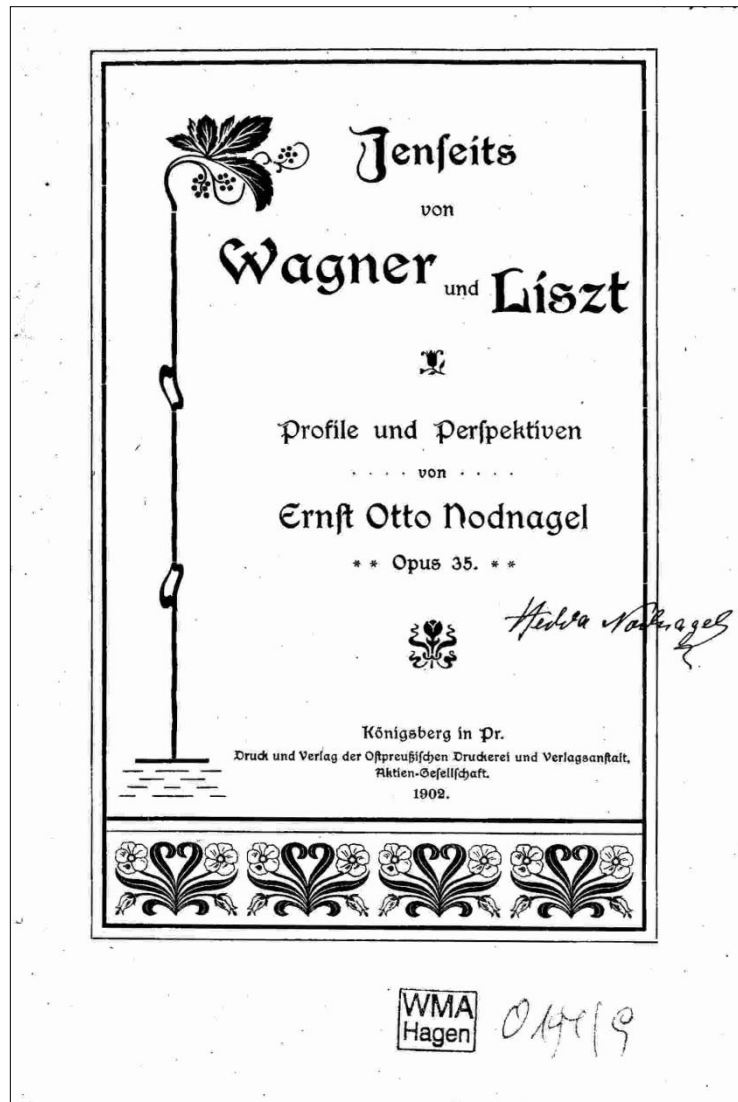 Jenſeits
von
Wagner und Liszt
Profile und Perſpektiven
. . . . von . . . .
Ernſt Otto Nodnagel
* * Opus 35. * *
Nodnagel
Königsberg in Pr.
Druck und Verlag der Oſtpreußiſchen Druckerei und Verlagsanſtalt,
Aktien-Geſellſchaft.
1902.
WMA
Hagen